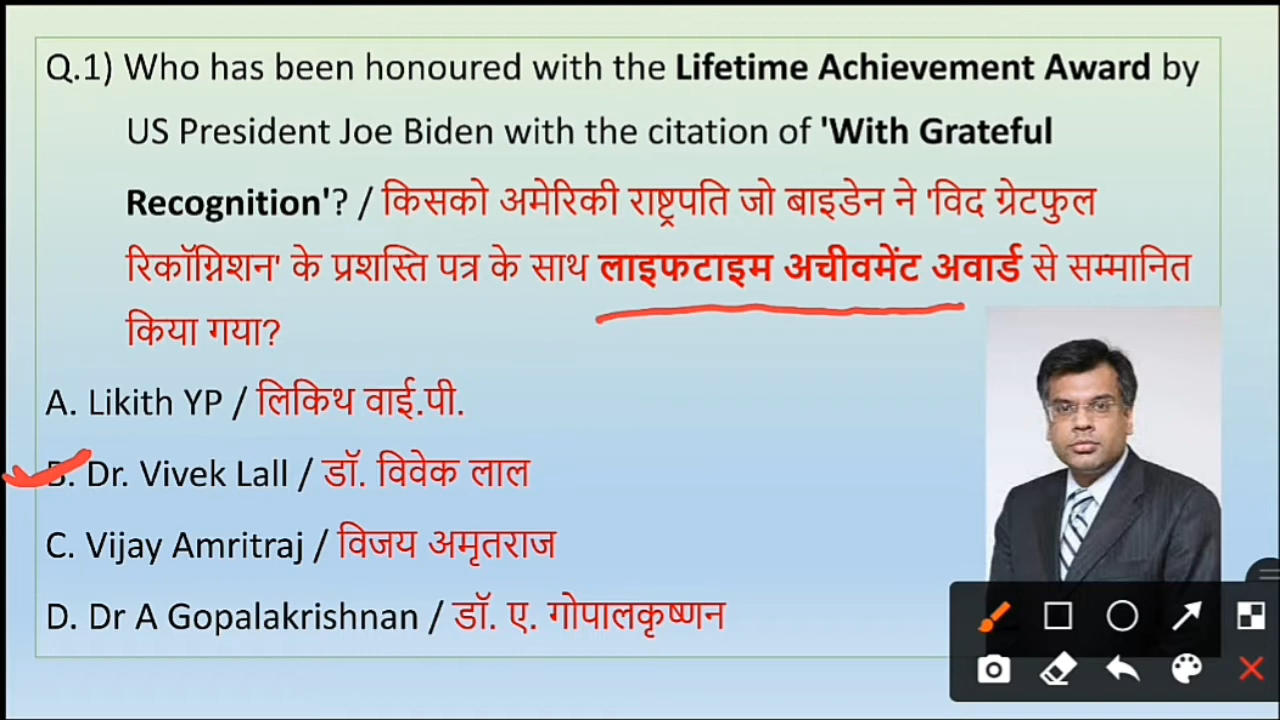 Q.1) Who has been honoured with the Lifetime Achievement Award by
US President Joe Biden with the citation of 'With Grateful
Recognition'? / किसको अमेरिकी राष्ट्रपति जो बाइडेन ने 'विद ग्रेटफुल
रिकॉग्निशन' के प्रशस्ति पत्र के साथ लाइफटाइम अचीवमेंट अवार्ड से सम्मानित
किया गया?
A. Likith YP / लिकिथ वाई.पी.
B. Dr. Vivek Lall / डॉ. विवेक लाल
C. Vijay Amritraj / विजय अमृतराज
D. Dr A Gopalakrishnan / डॉ. ए. गोपालकृष्णन